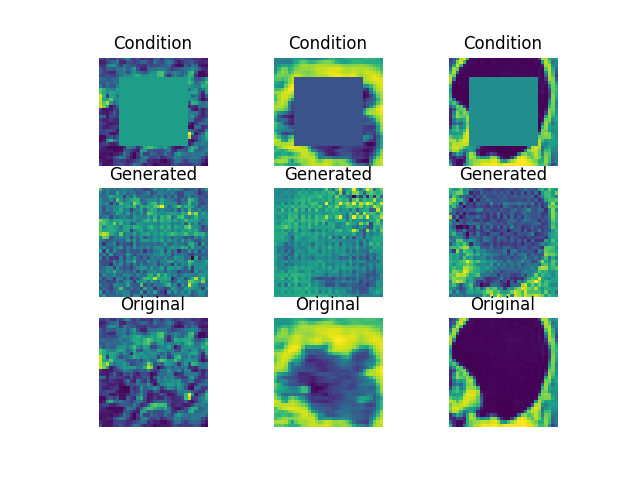 Condition Condition Condition
Generated Generated Generated
Original Original Original